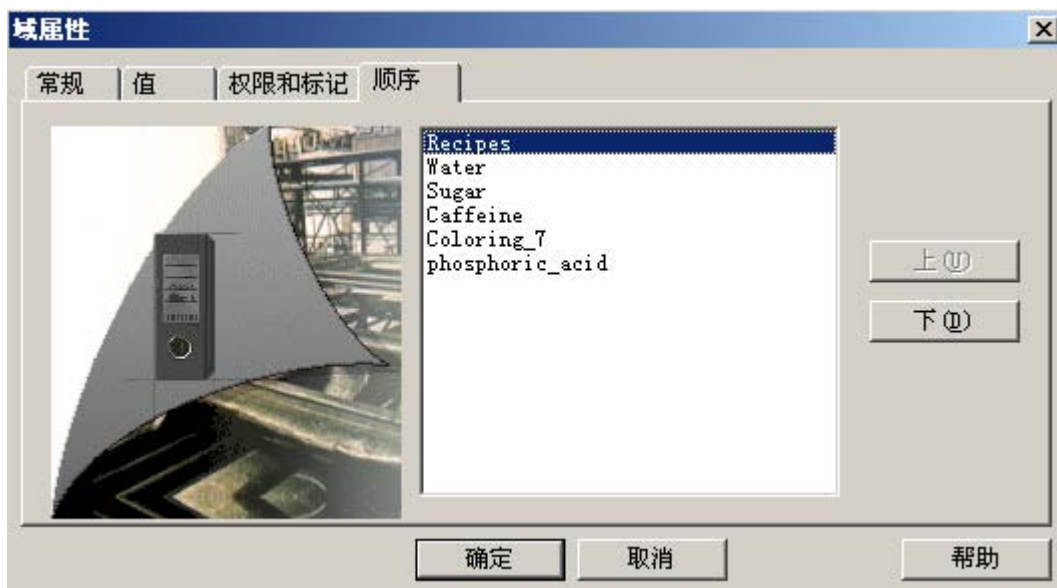 域属性
常规 值 权限和标记 顺序
Recipes
Water
Sugar
Caffeine
Coloring_7
phosphoric_acid
上(U)
下(D)
确定 取消 帮助